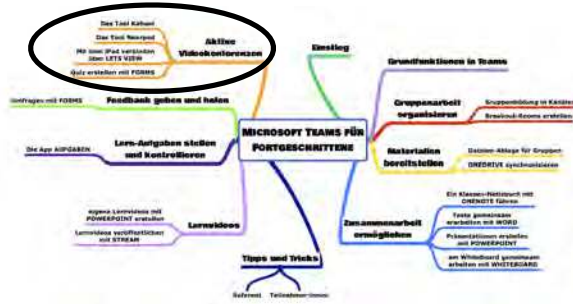 Das Tool Kahoot
Das Tool Nearpod
Mit dem iPad verbinden
über LETS VIEW
Quiz erstellen mit FORMS
Aktive
Videokonferenzen
Einstieg
Grundfunktionen in Teams
Gruppenarbeit
organisieren
Gruppenbildung in Kanälen
Breakout-Rooms erstellen
Feedback geben und holen
Umfragen mit FORMS
MICROSOFT TEAMS FÜR
FORTGESCHRITTENE
Lern-Aufgaben stellen
und kontrollieren
Die App AUFGABEN
Materialien
bereitstellen
Dateien-Ablage für Gruppen
ONEDRIVE synchronisieren
Lernvideos
eigene Lernvideos mit
POWERPOINT erstellen
Lernvideos veröffentlichen
mit STREAM
Zusammenarbeit
ermöglichen
Ein Klassen-Notizbuch mit
ONENOTE führen
Texte gemeinsam
erarbeiten mit WORD
Präsentationen erstellen
mit POWERPOINT
am Whiteboard gemeinsam
arbeiten mit WHITEBOARD
Tipps und Tricks
Referent
Teilnehmer:innen